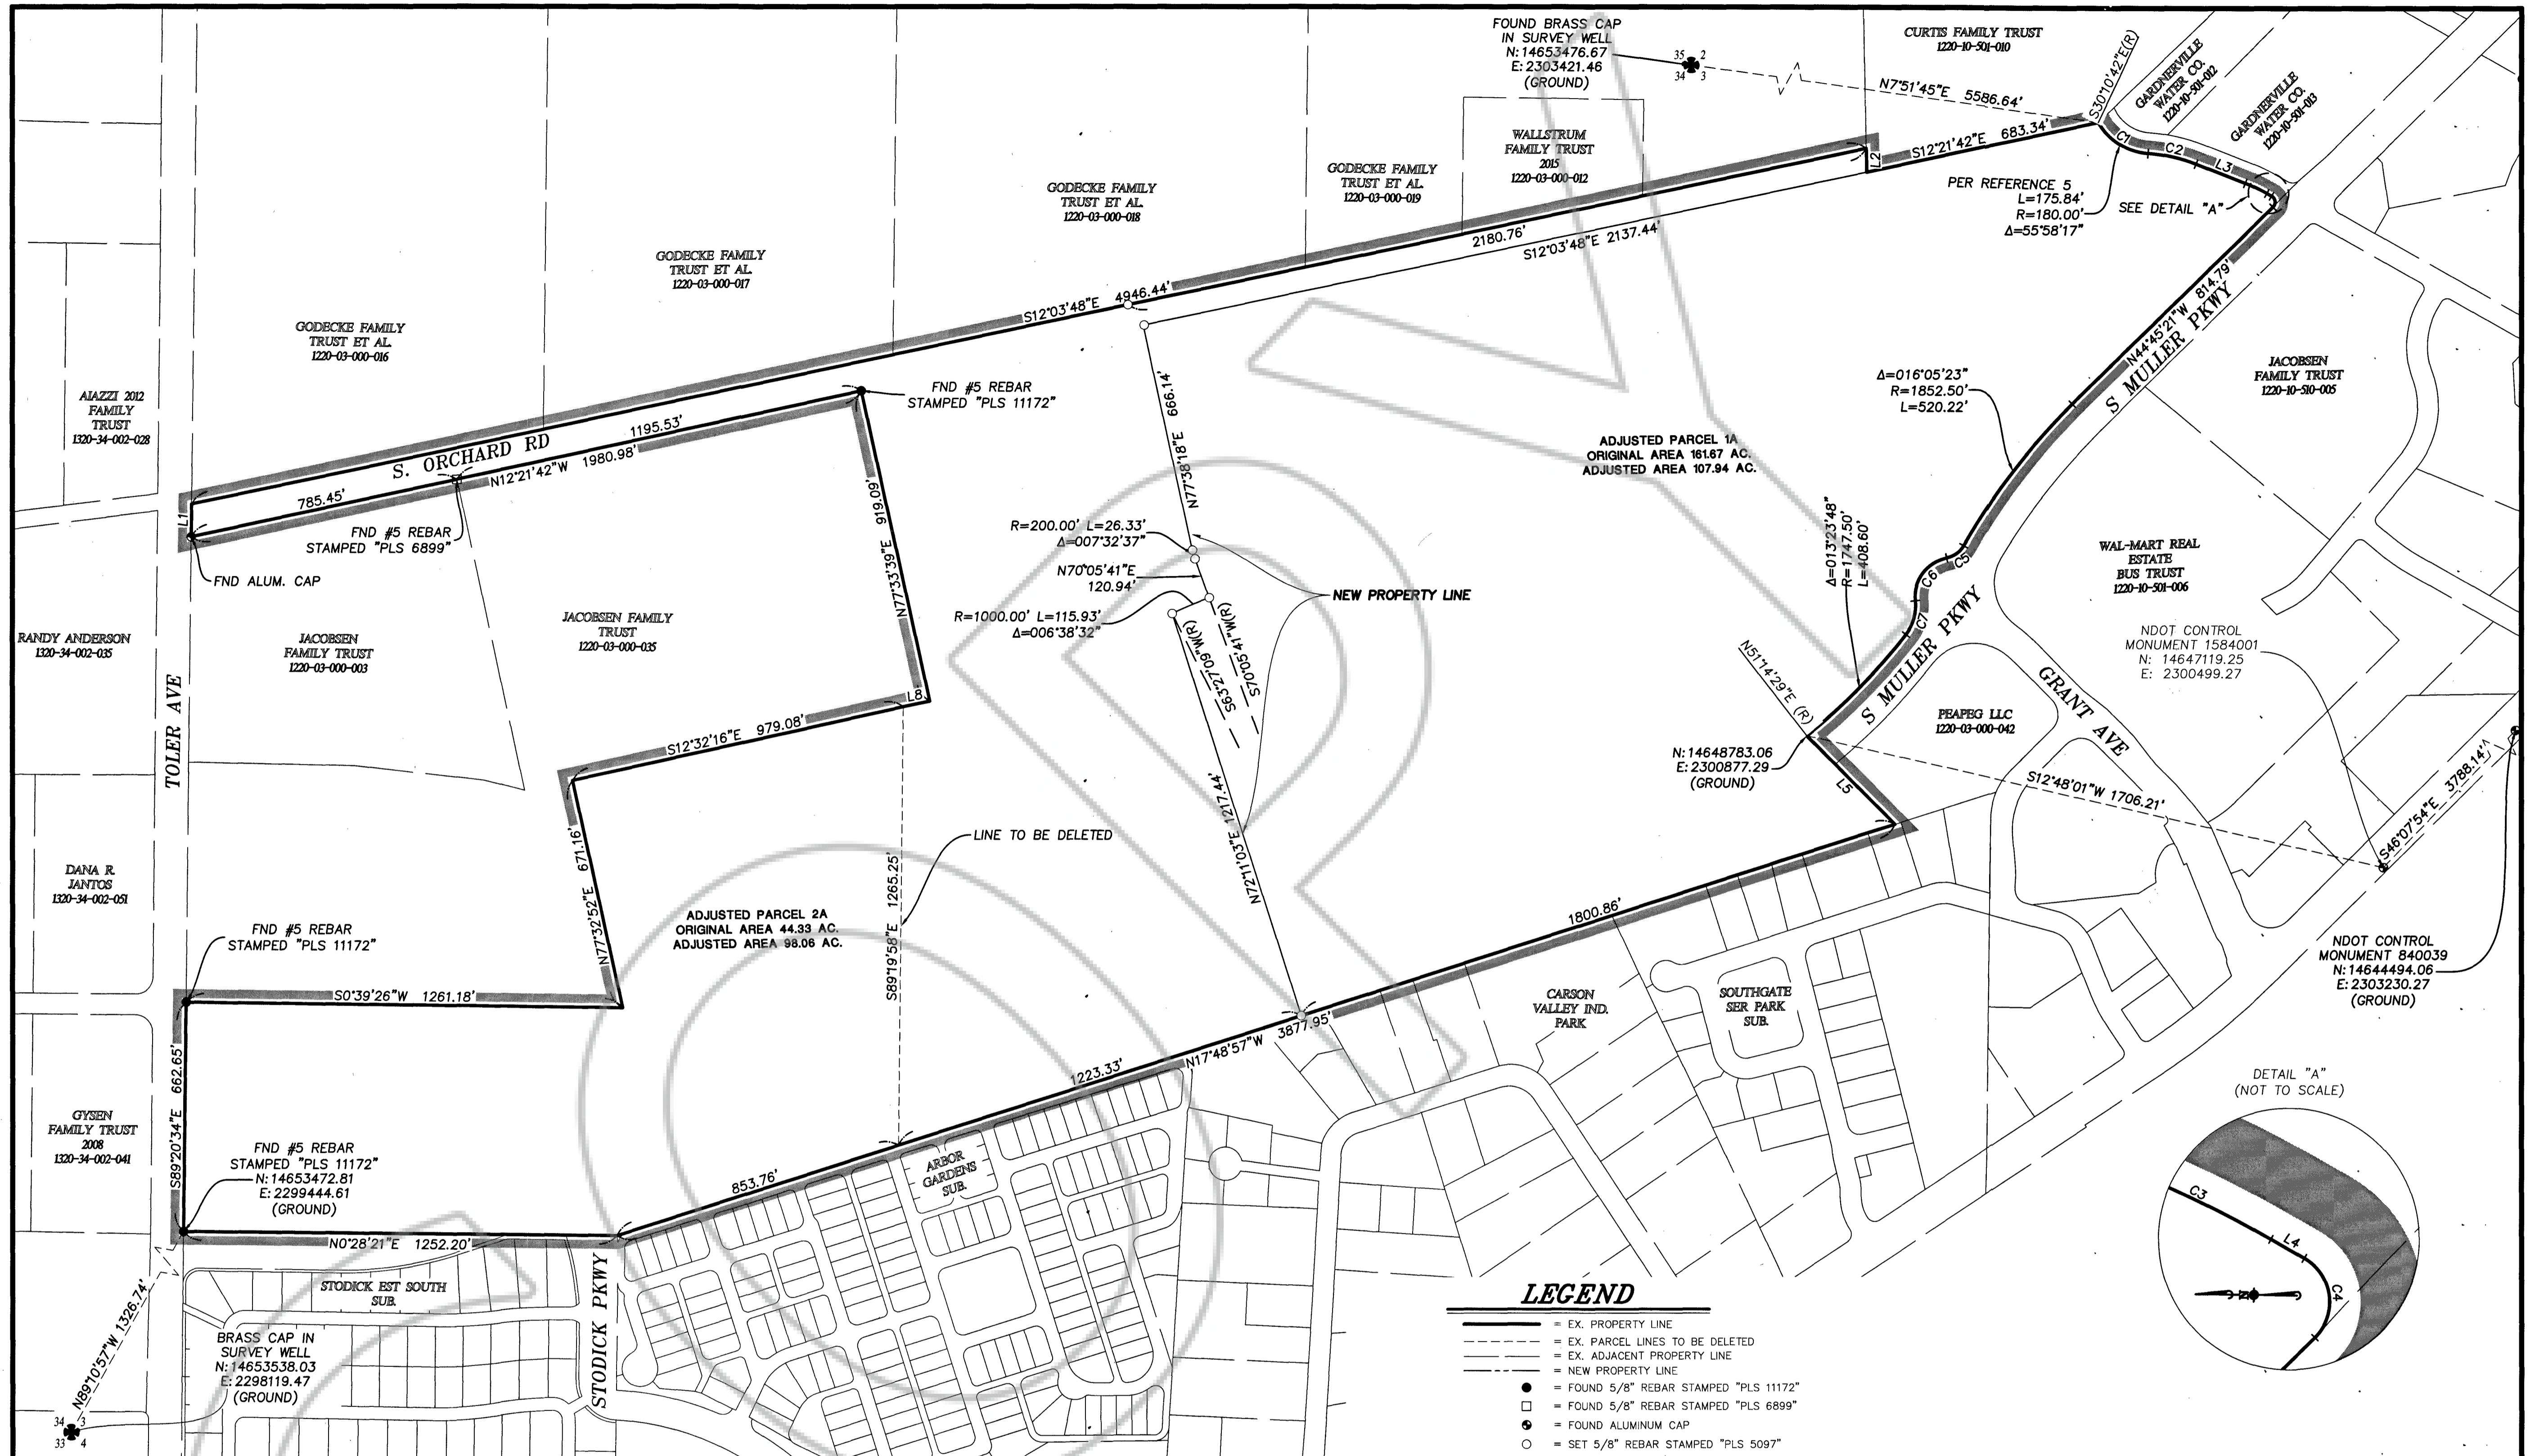 FOUND BRASS CAP
IN SURVEY WELL
N:14653476.67
E:2303421.46
(GROUND)
35 2
34 3
CURTIS FAMILY TRUST
1220-10-501-010
N7°51'45"E 5586.64'
S30°10'42"E(R)
GARDNERVILLE
WATER CO.
1220-10-501-012
GARDNERVILLE
WATER CO.
1220-10-501-013
C1
C2
L3
L2
S12°21'42"E 683.34'
PER REFERENCE 5
L=175.84'
R=180.00'
Δ=55°58'17"
SEE DETAIL "A"
WALLSTRUM
FAMILY TRUST
2015
1220-03-000-012
GODECKE FAMILY
TRUST ET AL.
1220-03-000-019
GODECKE FAMILY
TRUST ET AL.
1220-03-000-018
GODECKE FAMILY
TRUST ET AL.
1220-03-000-017
GODECKE FAMILY
TRUST ET AL.
1220-03-000-016
2180.76'
S12°03'48"E 2137.44'
S12°03'48"E 4946.44'
N44°45'21"W 814.79'
S MULLER PKWY
JACOBSEN
FAMILY TRUST
1220-10-510-005
Δ=016°05'23"
R=1852.50'
L=520.22'
AIAZZI 2012
FAMILY
TRUST
1320-34-002-028
FND #5 REBAR
STAMPED "PLS 11172"
1195.53'
S. ORCHARD RD
N12°21'42"W 1980.98'
785.45'
L1
FND #5 REBAR
STAMPED "PLS 6899"
FND ALUM. CAP
N77°38'18"E 666.14'
ADJUSTED PARCEL 1A
ORIGINAL AREA 161.67 AC.
ADJUSTED AREA 107.94 AC.
919.09'
N77°33'39"E
R=200.00' L=26.33'
Δ=007°32'37"
N70°05'41"E
120.94'
R=1000.00' L=115.93'
Δ=006°38'32"
NEW PROPERTY LINE
S63°27'09"W(R)
S70°05'41"W(R)
Δ=013°23'48"
R=1747.50'
L=408.60'
C5
C6
C7
WAL-MART REAL
ESTATE
BUS TRUST
1220-10-501-006
NDOT CONTROL
MONUMENT 1584001
N: 14647119.25
E: 2300499.27
RANDY ANDERSON
1320-34-002-035
JACOBSEN
FAMILY TRUST
1220-03-000-003
JACOBSEN FAMILY
TRUST
1220-03-000-035
TOLER AVE
L8
S12°32'16"E 979.08'
N51°14'29"E (R)
S MULLER PKWY
GRANT AVE
PEAPEG LLC
1220-03-000-042
N:14648783.06
E:2300877.29
(GROUND)
L5
S12°48'01"W 1706.21'
S46°07'54"E 3788.14'
N72°11'03"E 1217.44'
LINE TO BE DELETED
671.16'
N77°32'52"E
S89°19'58"E 1265.25'
DANA R.
JANTOS
1320-34-002-051
ADJUSTED PARCEL 2A
ORIGINAL AREA 44.33 AC.
ADJUSTED AREA 98.06 AC.
FND #5 REBAR
STAMPED "PLS 11172"
S0°39'26"W 1261.18'
1800.86'
N17°48'57"W 3877.95'
CARSON
VALLEY IND.
PARK
SOUTHGATE
SER PARK
SUB.
NDOT CONTROL
MONUMENT 840039
N:14644494.06
E:2303230.27
(GROUND)
1223.33'
S89°20'34"E 662.65'
GYSEN
FAMILY TRUST
2008
1320-34-002-041
FND #5 REBAR
STAMPED "PLS 11172"
N:14653472.81
E:2299444.61
(GROUND)
853.76'
ARBOR
GARDENS
SUB.
N0°28'21"E 1252.20'
STODICK EST SOUTH
SUB.
STODICK PKWY
N89°10'57"W 1326.74'
BRASS CAP IN
SURVEY WELL
N:14653538.03
E:2298119.47
(GROUND)
34 3
33 4
DETAIL "A"
(NOT TO SCALE)
C3
L4
C4
N
LEGEND
= EX. PROPERTY LINE
= EX. PARCEL LINES TO BE DELETED
= EX. ADJACENT PROPERTY LINE
= NEW PROPERTY LINE
= FOUND 5/8" REBAR STAMPED "PLS 11172"
= FOUND 5/8" REBAR STAMPED "PLS 6899"
= FOUND ALUMINUM CAP
= SET 5/8" REBAR STAMPED "PLS 5097"